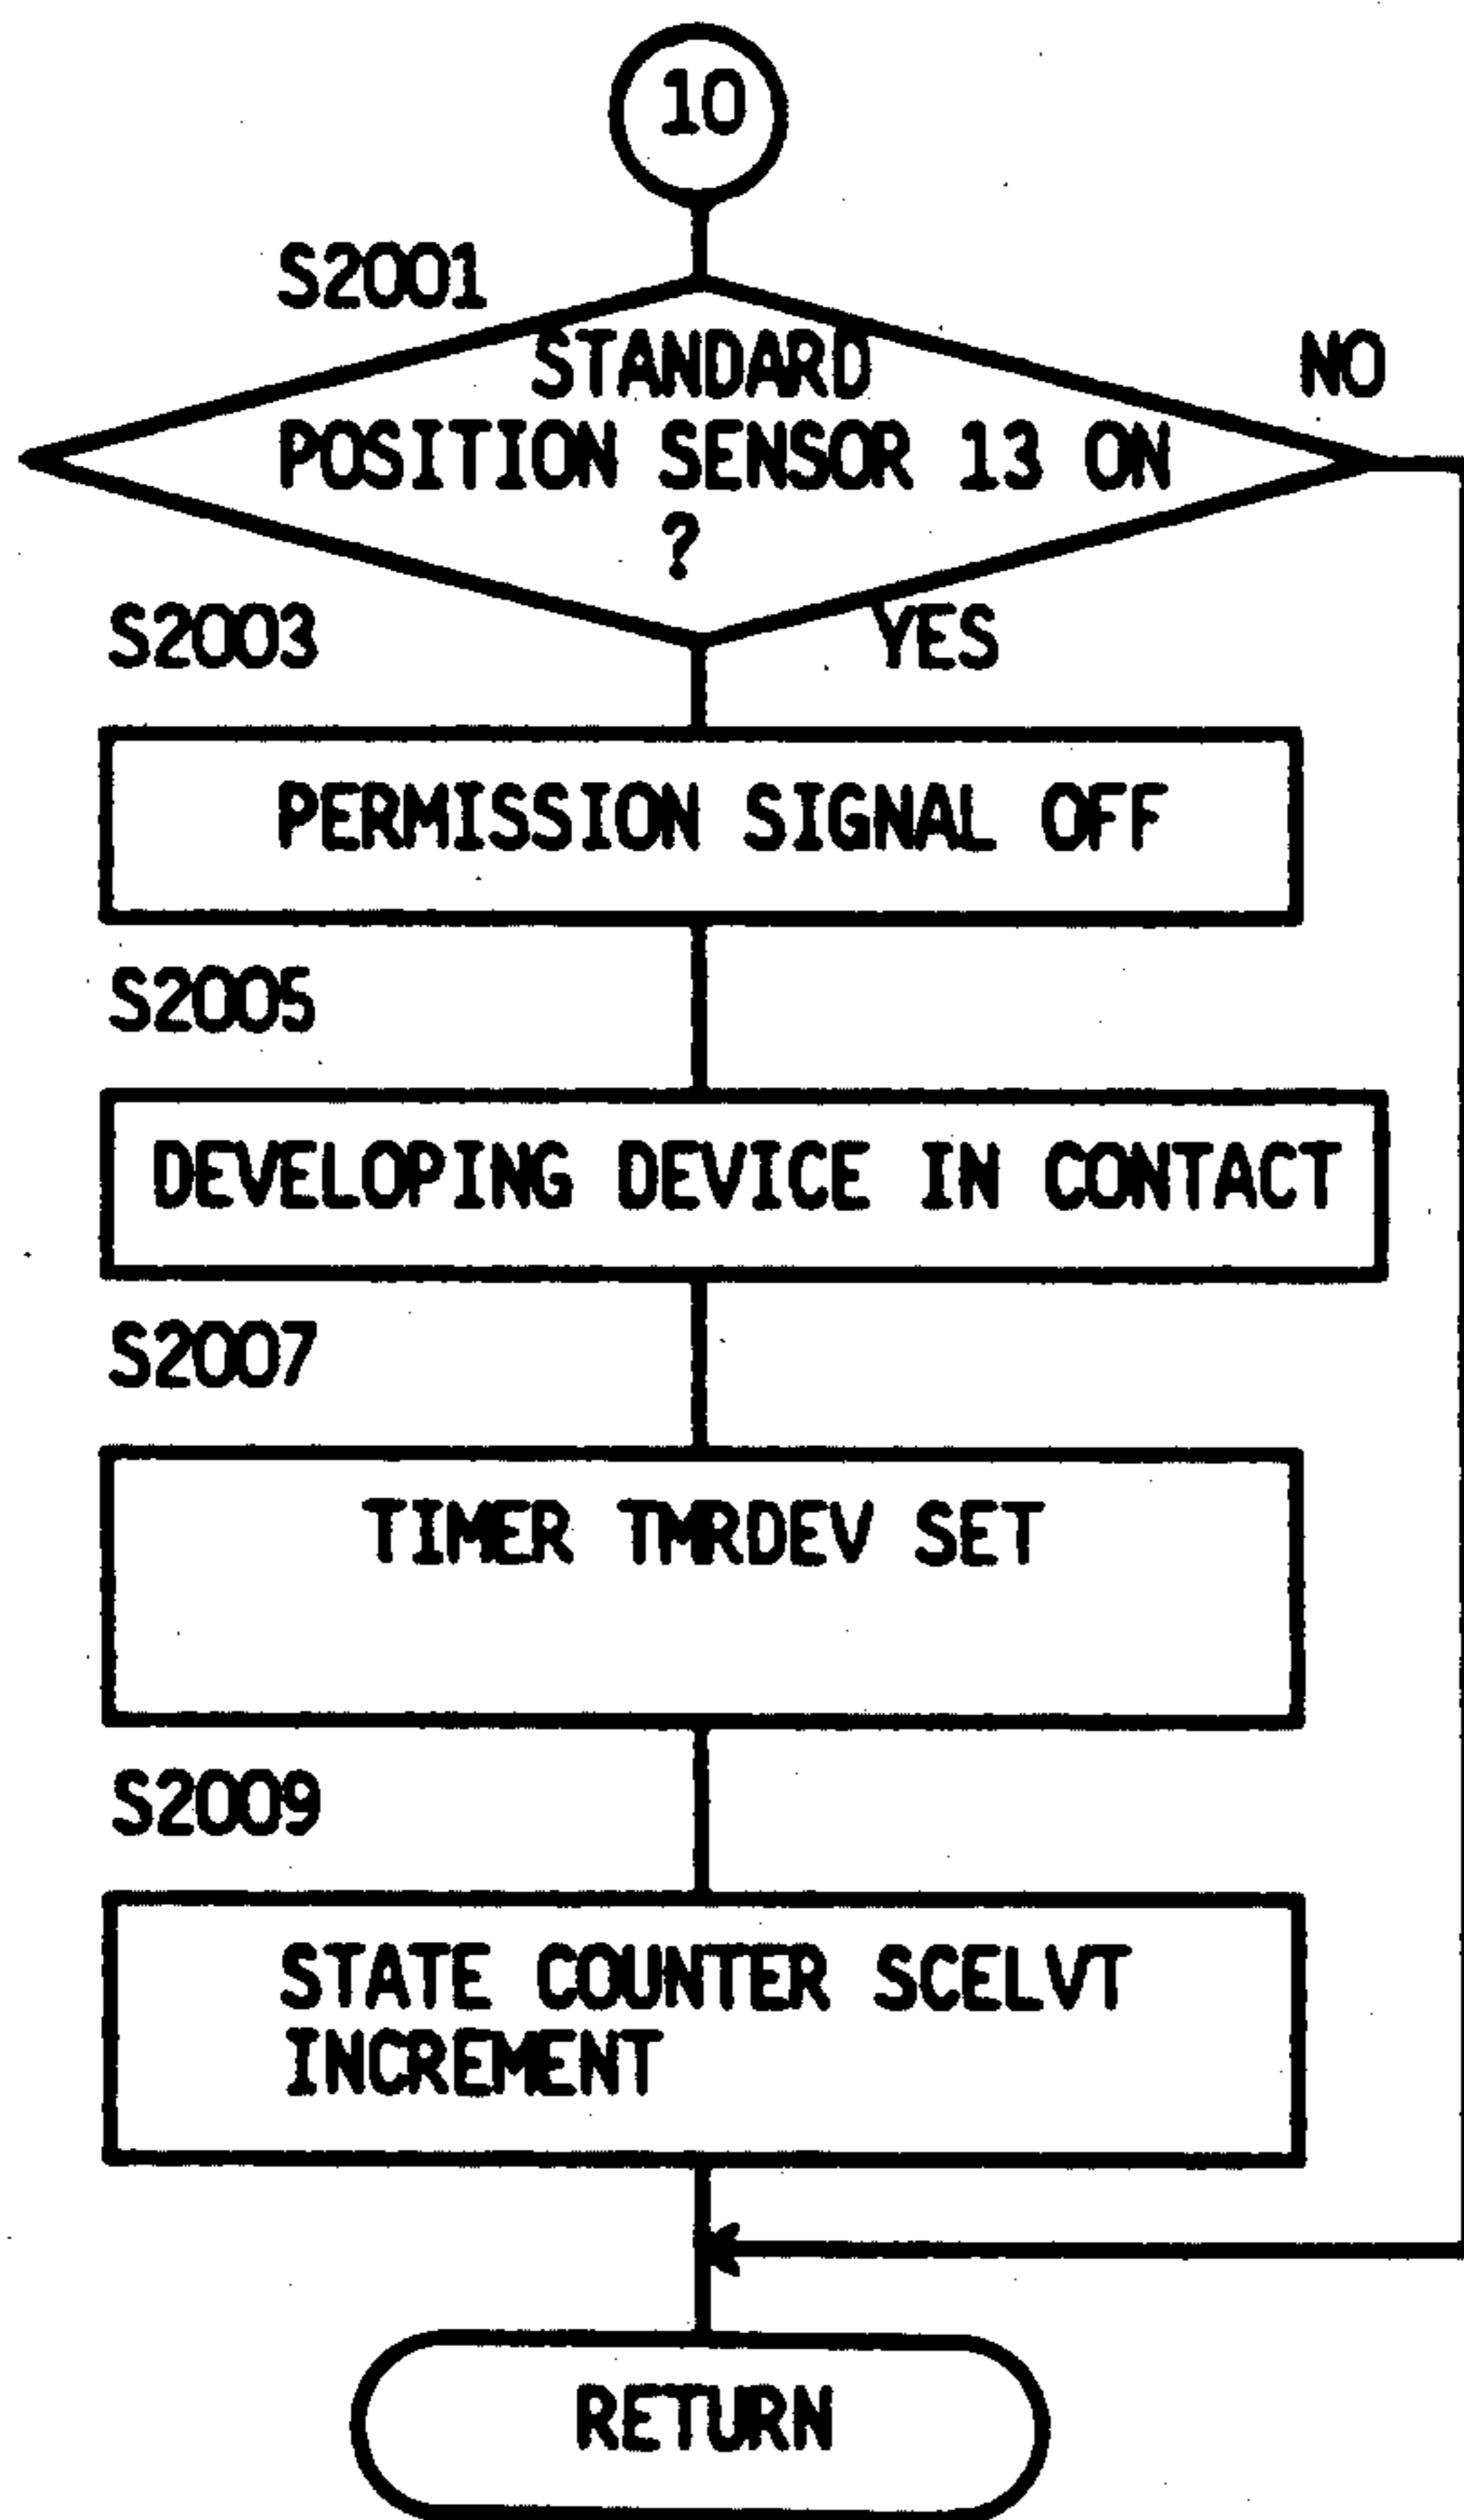 10
S2001
STANDARD
NO
POSITION SENSOR 13 ON
?
S2003
YES
PERMISSION SIGNAL OFF
S2005
DEVELOPING DEVICE IN CONTACT
S2007
TIMER TMRDEV SET
S2009
STATE COUNTER SCELVT
INCREMENT
RETURN